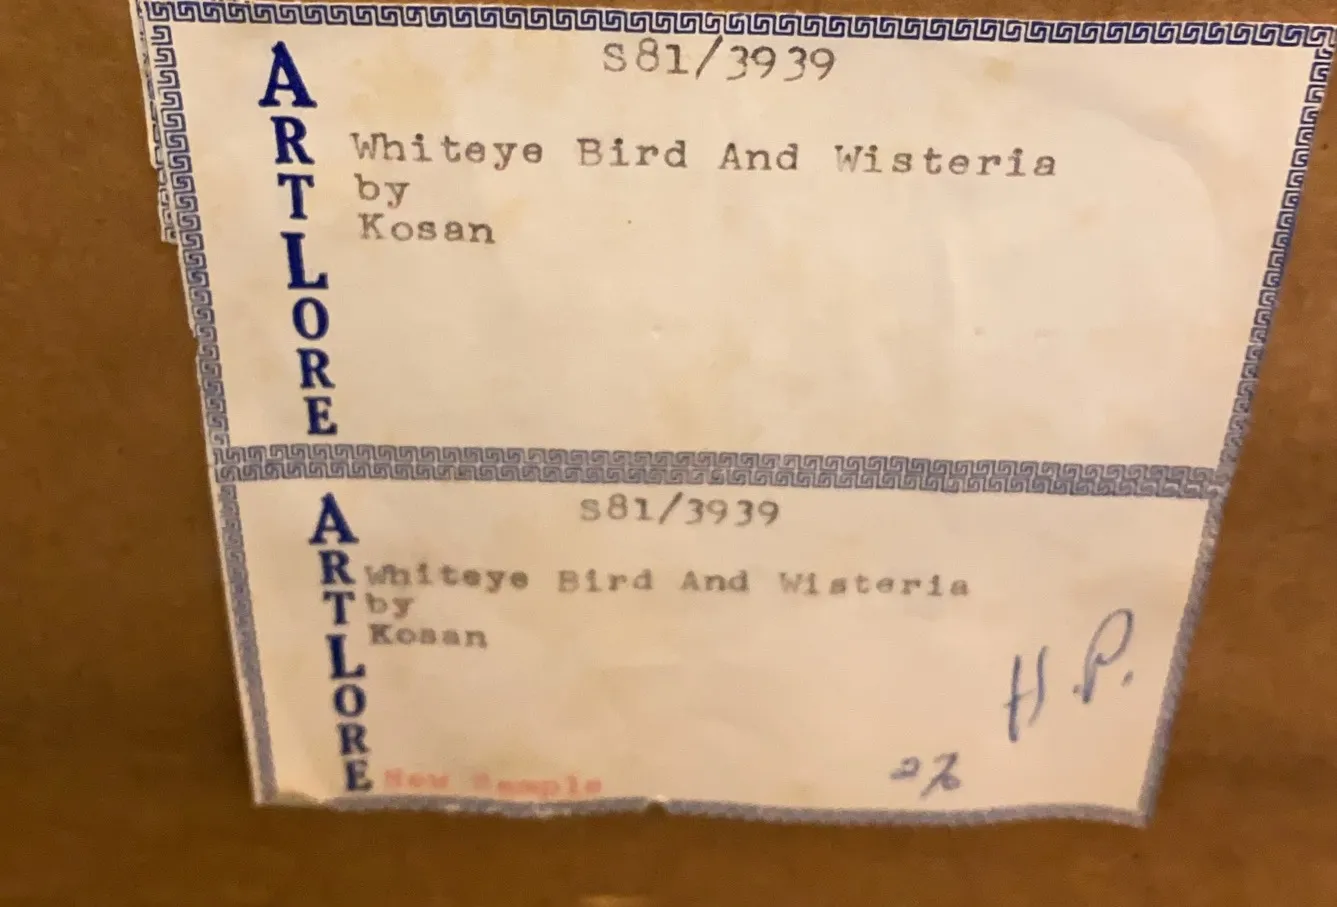 ARTLORE
S81/3939
Whiteye Bird And Wisteria
by
Kosan
ARTLORE
S81/3939
Whiteye Bird And Wisteria
by
Kosan
H.P.
New Sample